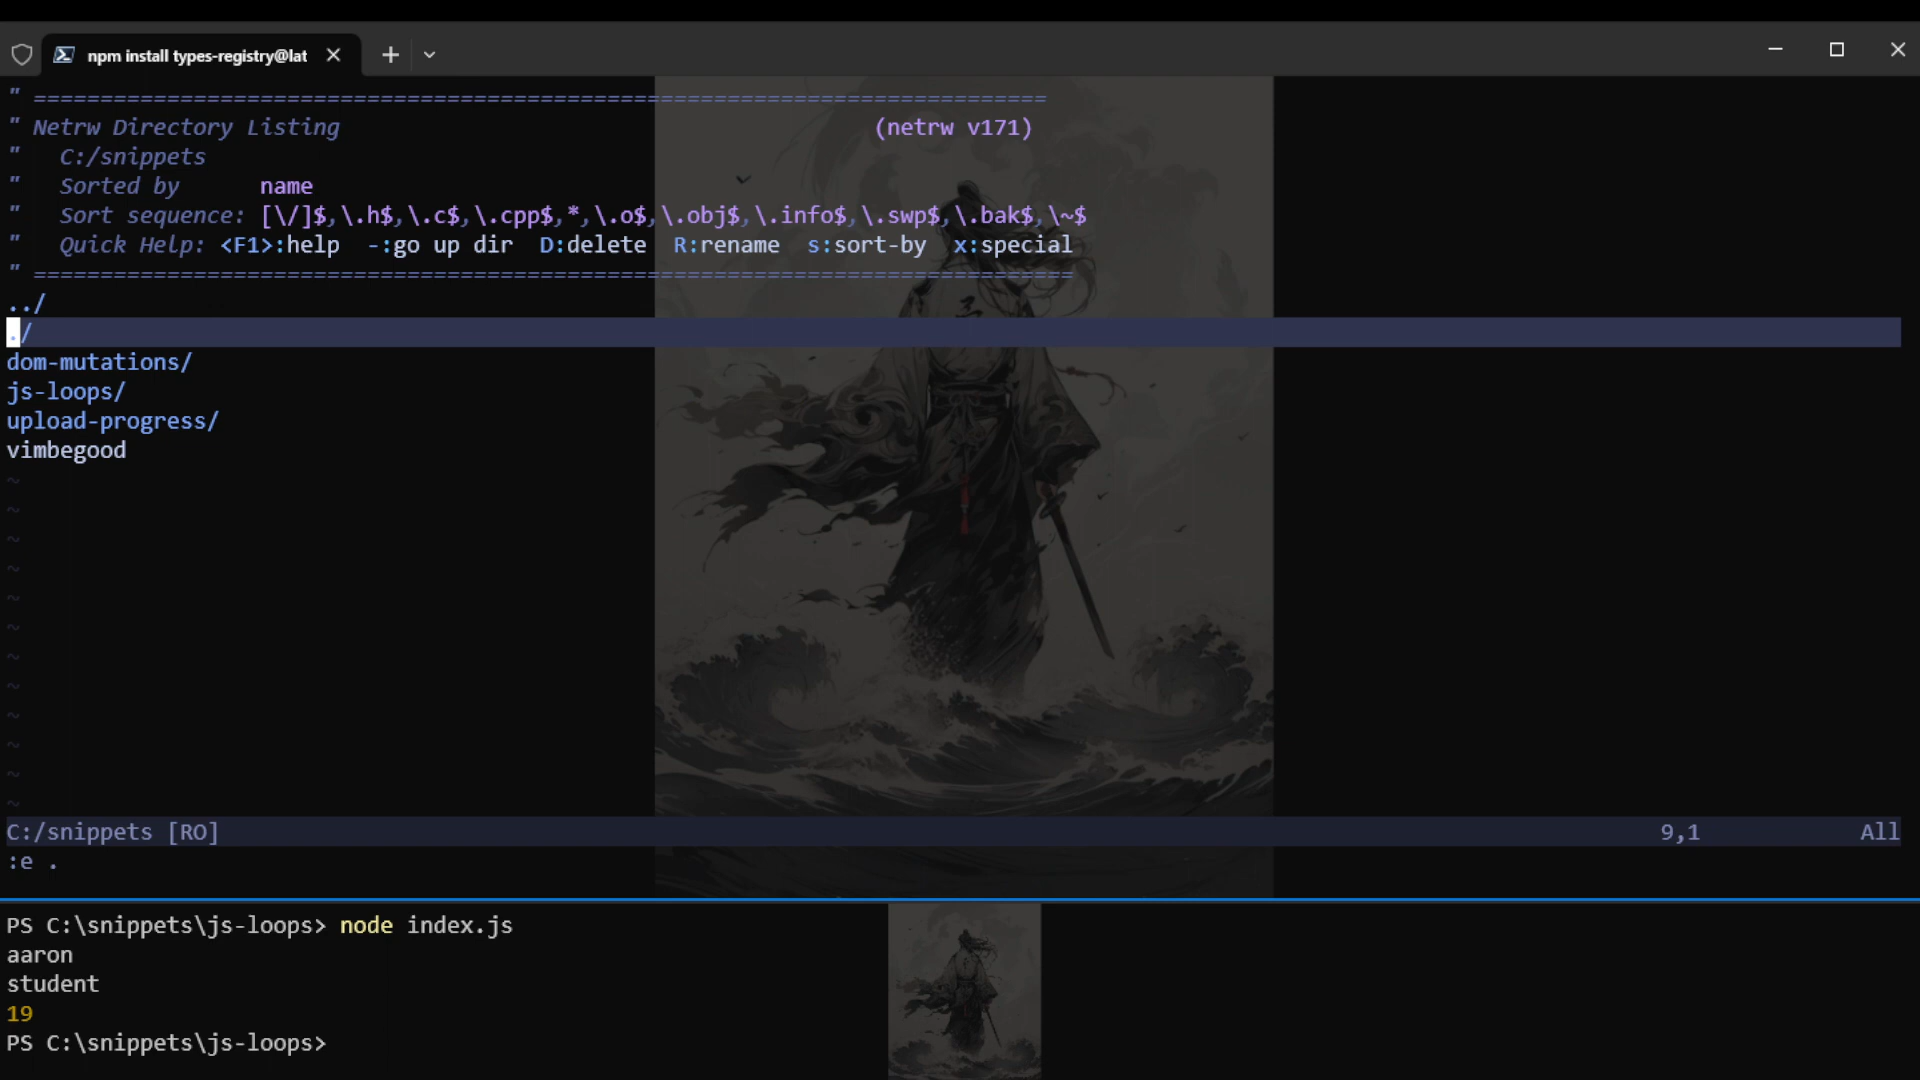 npm install types-registry@lat
" =============================================================================
" Netrw Directory Listing (netrw v171)
" C:/snippets
" Sorted by name
" Sort sequence: [\/]$,\.h$,\.c$,\.cpp$,*,\.o$,\.obj$,\.info$,\.swp$,\.bak$,\~$
" Quick Help: <F1>:help -:go up dir D:delete R:rename s:sort-by x:special
" ==============================================================================
../
./
dom-mutations/
js-loops/
upload-progress/
vimbegood
~
~
~
~
~
~
~
~
~
~
~
~
C:/snippets [RO] 9,1 All
:e .
PS C:\snippets\js-loops> node index.js
aaron
student
19
PS C:\snippets\js-loops>